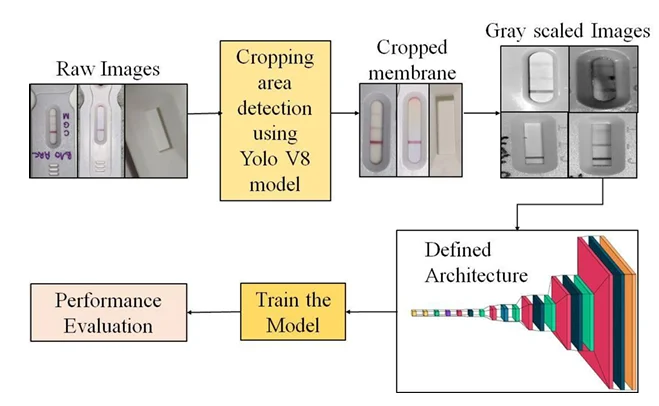 Raw Images
Cropping
area
detection
using
Yolo V8
model
Cropped
membrane
Gray scaled Images
C
G
M
Defined
Architecture
Train the
Model
Performance
Evaluation